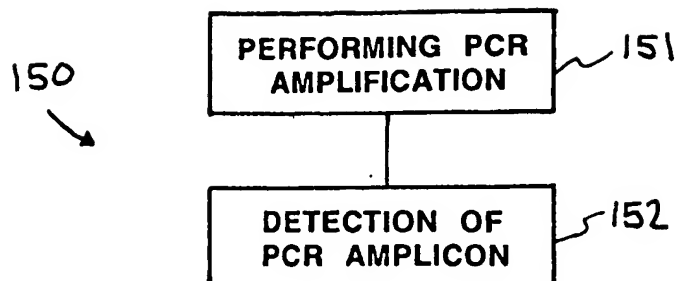 PERFORMING PCR
AMPLIFICATION
151
150
DETECTION OF
PCR AMPLICON
152